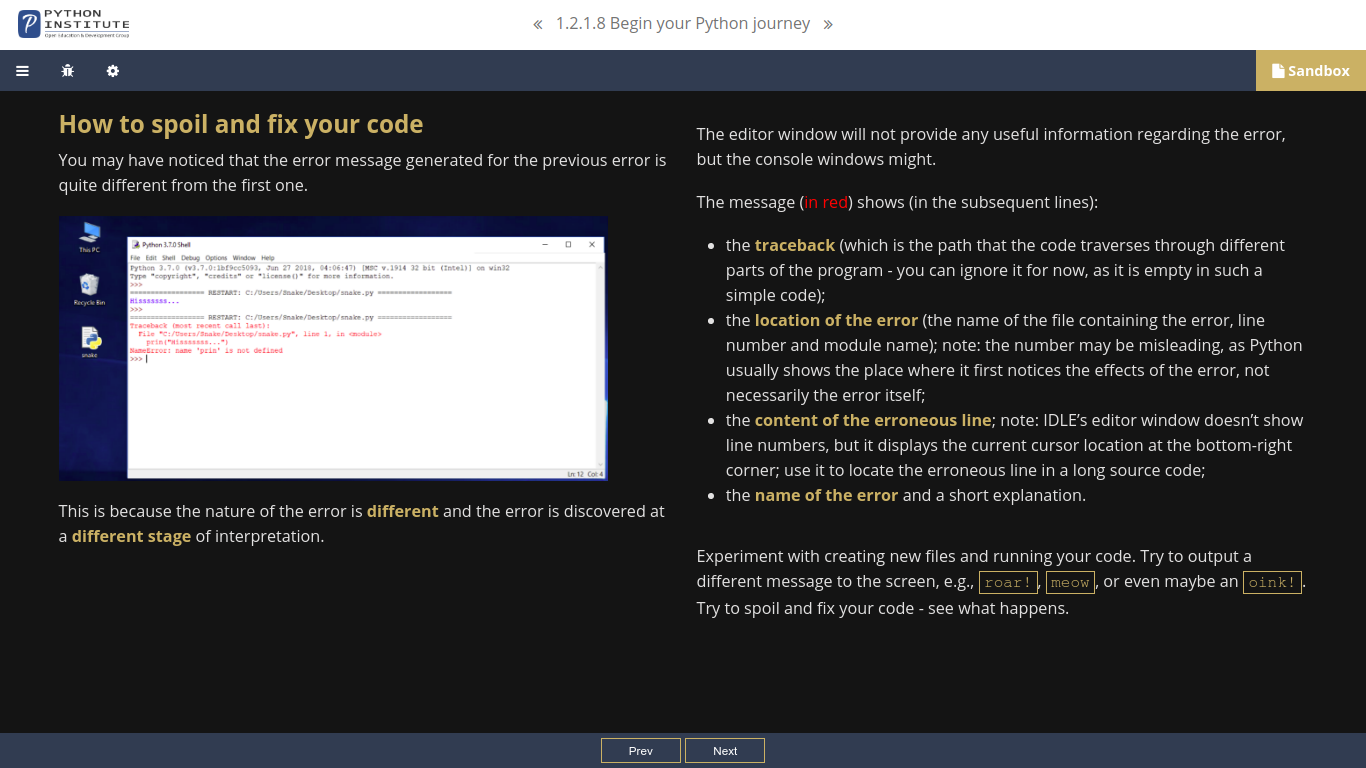 PYTHON
INSTITUTE
Open Education & Development Group
« 1.2.1.8 Begin your Python journey »
Sandbox
How to spoil and fix your code
You may have noticed that the error message generated for the previous error is
quite different from the first one.
This PC
Recycle Bin
snake
Python 3.7.0 Shell
File Edit Shell Debug Options Window Help
Python 3.7.0 (v3.7.0:1bf9cc5093, Jun 27 2018, 04:06:47) [MSC v.1914 32 bit (Intel)] on win32
Type "copyright", "credits" or "license()" for more information.
>>>
================== RESTART: C:/Users/Snake/Desktop/snake.py ==================
Hisssssss...
>>>
================== RESTART: C:/Users/Snake/Desktop/snake.py ==================
Traceback (most recent call last):
File "C:/Users/Snake/Desktop/snake.py", line 1, in <module>
prin("Hisssssss...")
NameError: name 'prin' is not defined
>>>
Ln: 12 Col: 4
This is because the nature of the error is different and the error is discovered at
a different stage of interpretation.
The editor window will not provide any useful information regarding the error,
but the console windows might.
The message (in red) shows (in the subsequent lines):
• the traceback (which is the path that the code traverses through different
parts of the program - you can ignore it for now, as it is empty in such a
simple code);
• the location of the error (the name of the file containing the error, line
number and module name); note: the number may be misleading, as Python
usually shows the place where it first notices the effects of the error, not
necessarily the error itself;
• the content of the erroneous line; note: IDLE’s editor window doesn’t show
line numbers, but it displays the current cursor location at the bottom-right
corner; use it to locate the erroneous line in a long source code;
• the name of the error and a short explanation.
Experiment with creating new files and running your code. Try to output a
different message to the screen, e.g., roar!, meow, or even maybe an oink!.
Try to spoil and fix your code - see what happens.
Prev
Next